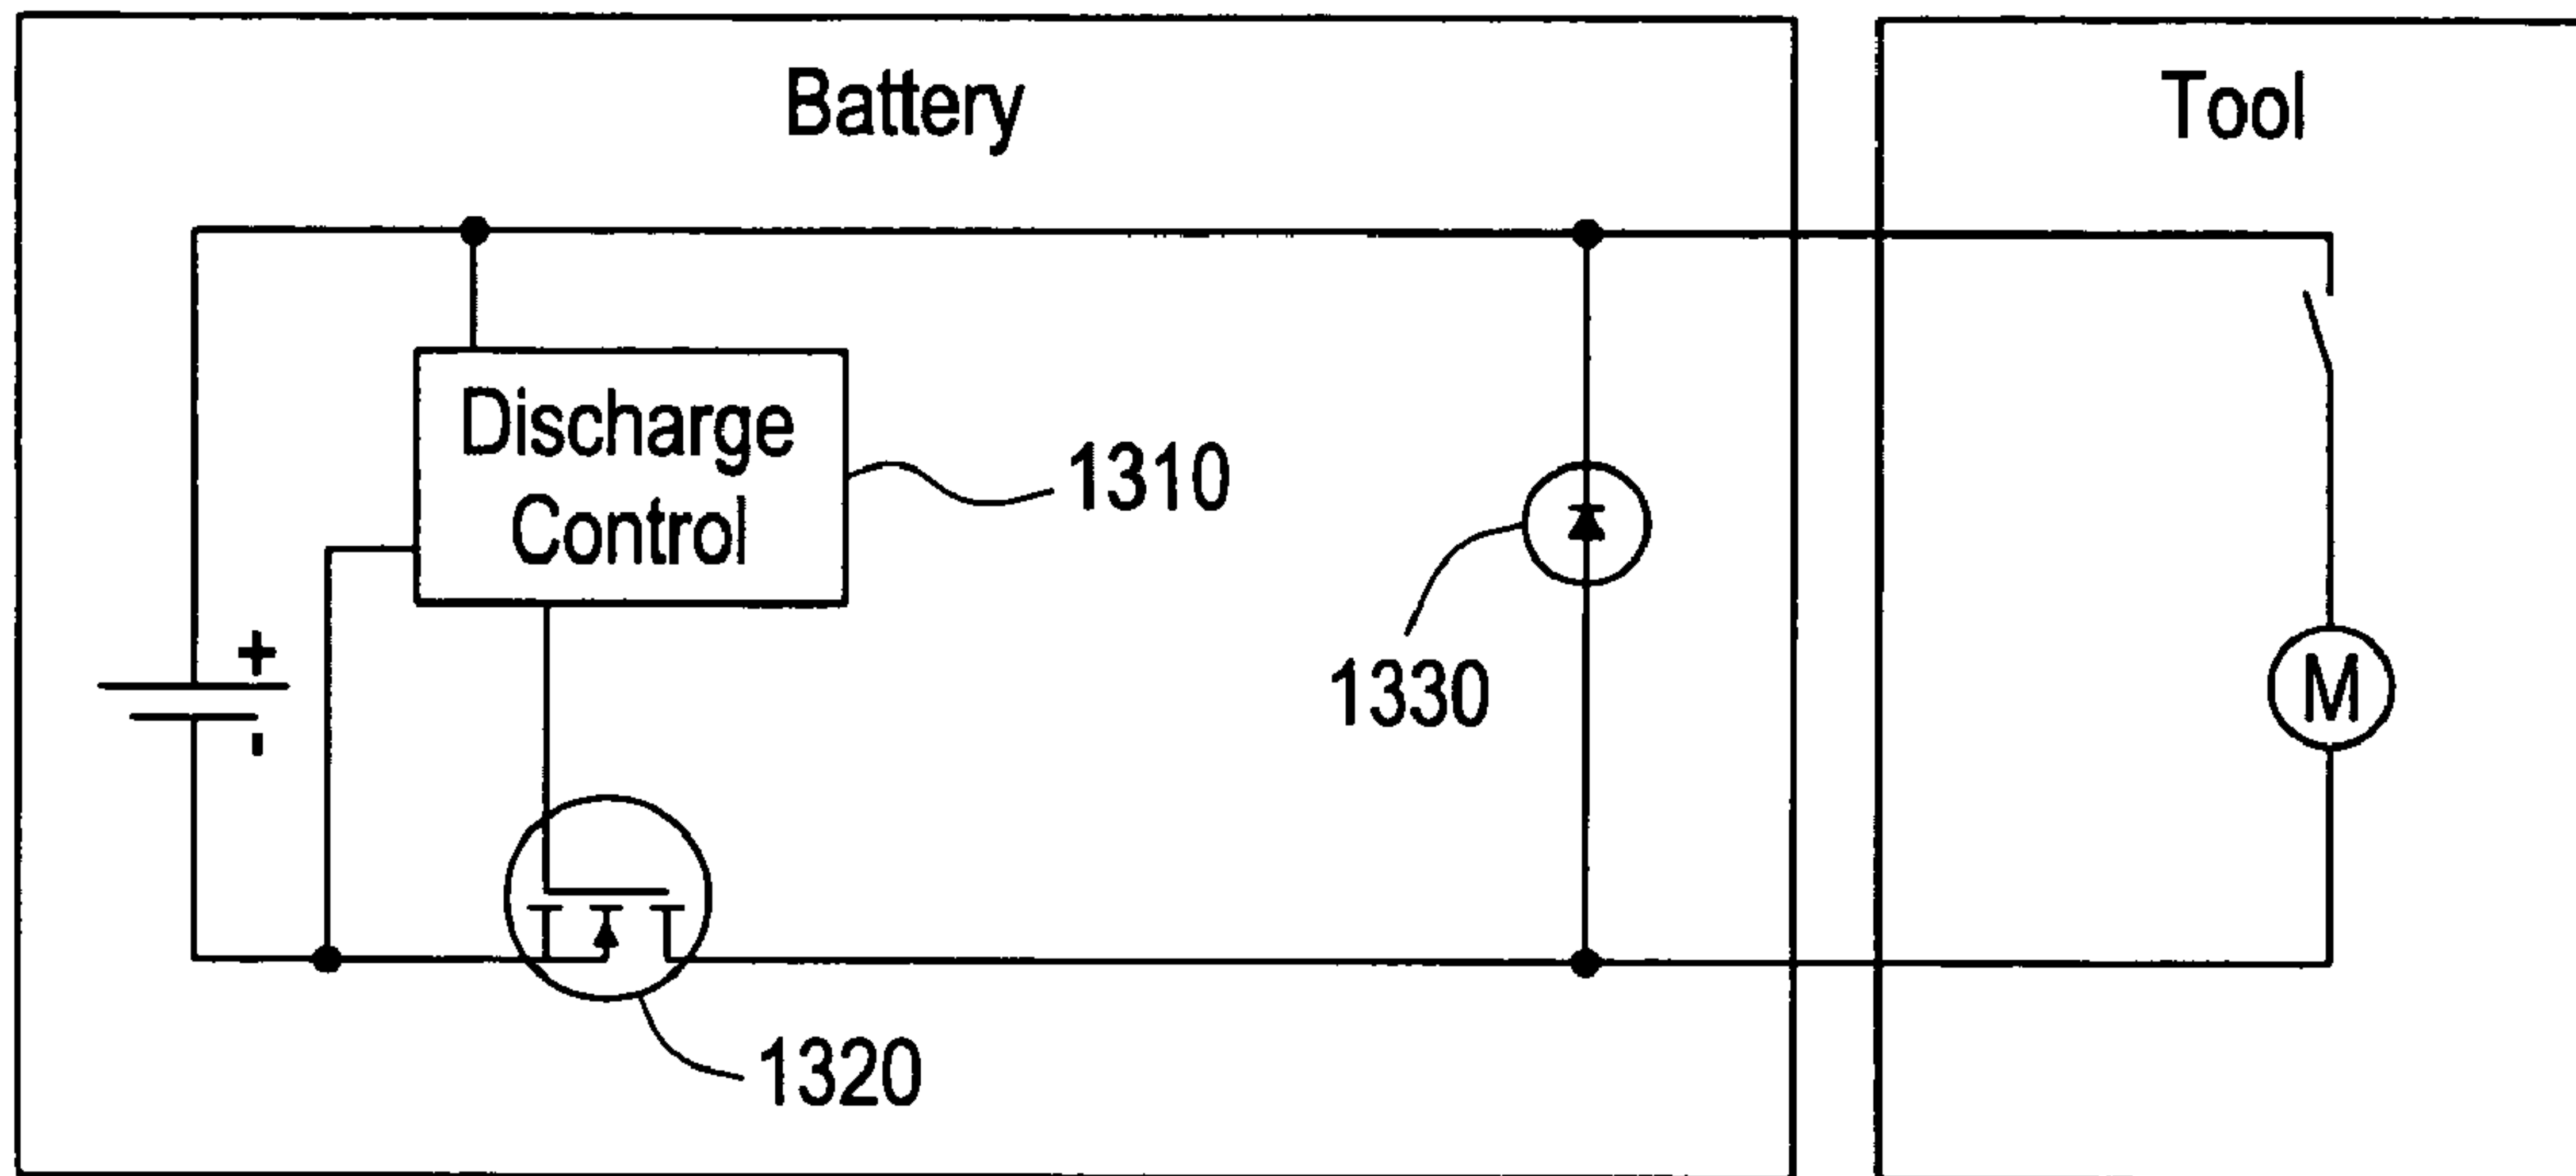 Battery
Tool
Discharge
Control
1310
+
-
1330
M
1320